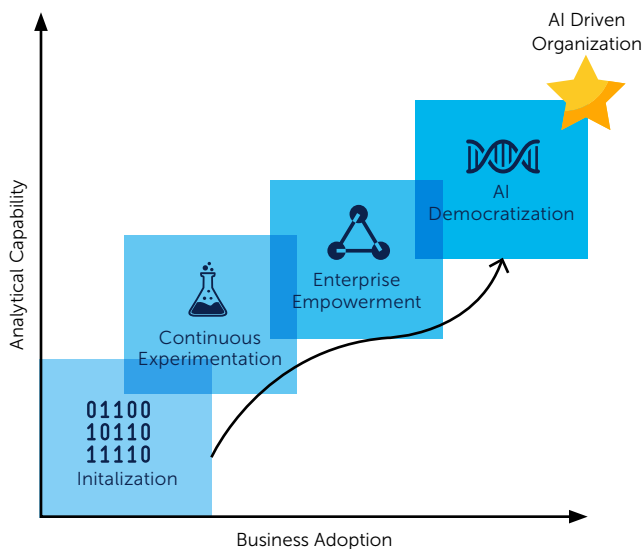 AI Driven
Organization
AI
Democratization
Enterprise
Empowerment
Continuous
Experimentation
01100
10110
11110
Initalization
Analytical Capability
Business Adoption